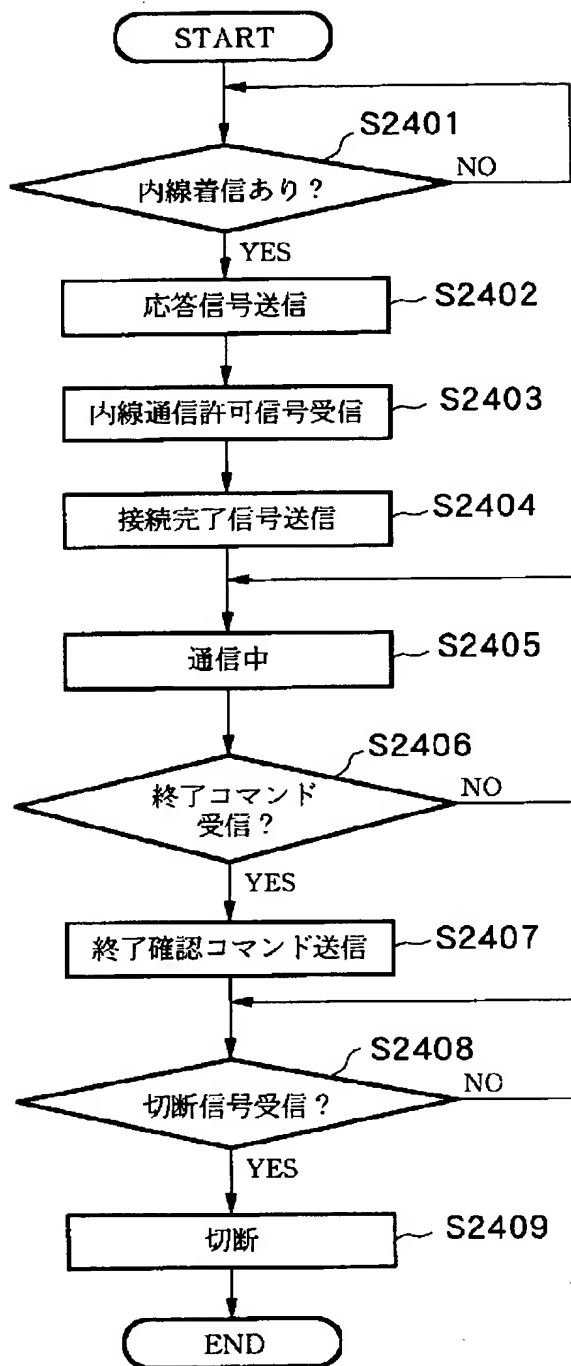 START
S2401
内線着信あり?
NO
YES
応答信号送信
S2402
内線通信許可信号受信
S2403
接続完了信号送信
S2404
通信中
S2405
S2406
終了コマンド
受信?
NO
YES
終了確認コマンド送信
S2407
S2408
切断信号受信?
NO
YES
切断
S2409
END